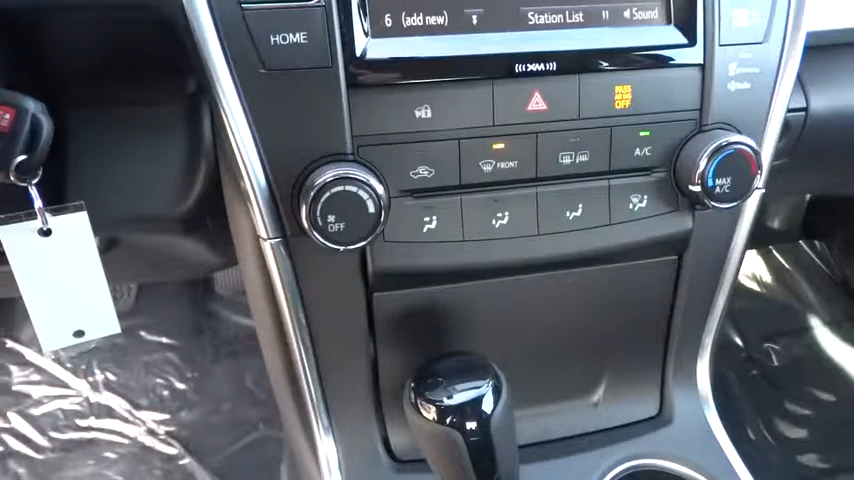 6 (add new)
Station List
Sound
HOME
((XM))
PASS
AIR BAG
OFF
FRONT
A/C
OFF
MAX
A/C
P